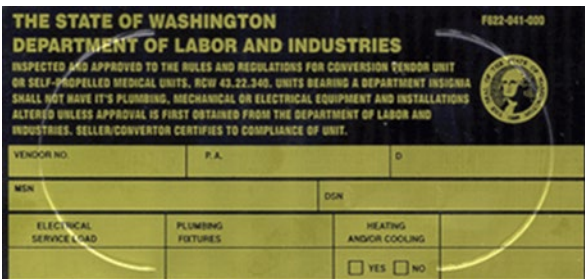 THE STATE OF WASHINGTON F622-041-000
DEPARTMENT OF LABOR AND INDUSTRIES
INSPECTED AND APPROVED TO THE RULES AND REGULATIONS FOR CONVERSION VENDOR UNIT
OR SELF-PROPELLED MEDICAL UNITS, RCW 43.22.340. UNITS BEARING A DEPARTMENT INSIGNIA
SHALL NOT HAVE IT'S PLUMBING, MECHANICAL OR ELECTRICAL EQUIPMENT AND INSTALLATIONS
ALTERED UNLESS APPROVAL IS FIRST OBTAINED FROM THE DEPARTMENT OF LABOR AND
INDUSTRIES. SELLER/CONVERTOR CERTIFIES TO COMPLIANCE OF UNIT.
VENDOR NO. P.A. D
MSN DSN
ELECTRICAL PLUMBING HEATING
SERVICE LOAD FIXTURES AND/OR COOLING
YES NO